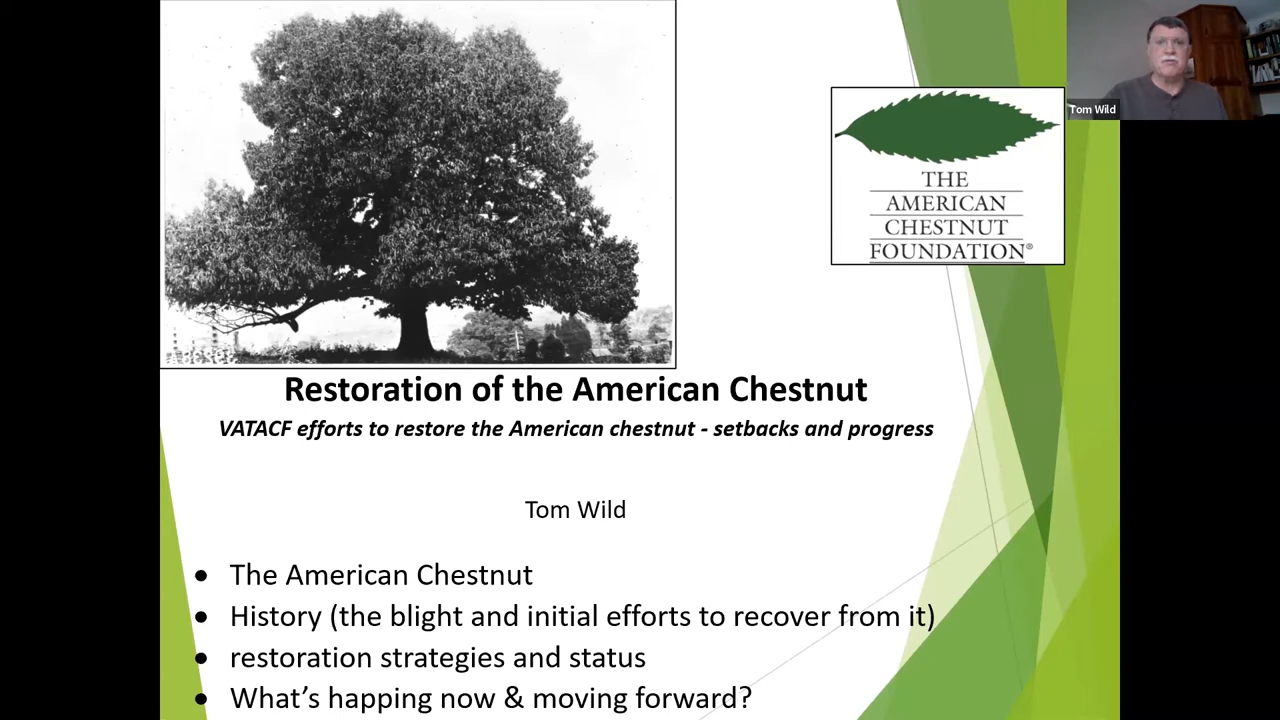 Tom Wild
THE
AMERICAN
CHESTNUT
FOUNDATION®
Restoration of the American Chestnut
VATACF efforts to restore the American chestnut - setbacks and progress
Tom Wild
• The American Chestnut
• History (the blight and initial efforts to recover from it)
• restoration strategies and status
• What's happing now & moving forward?